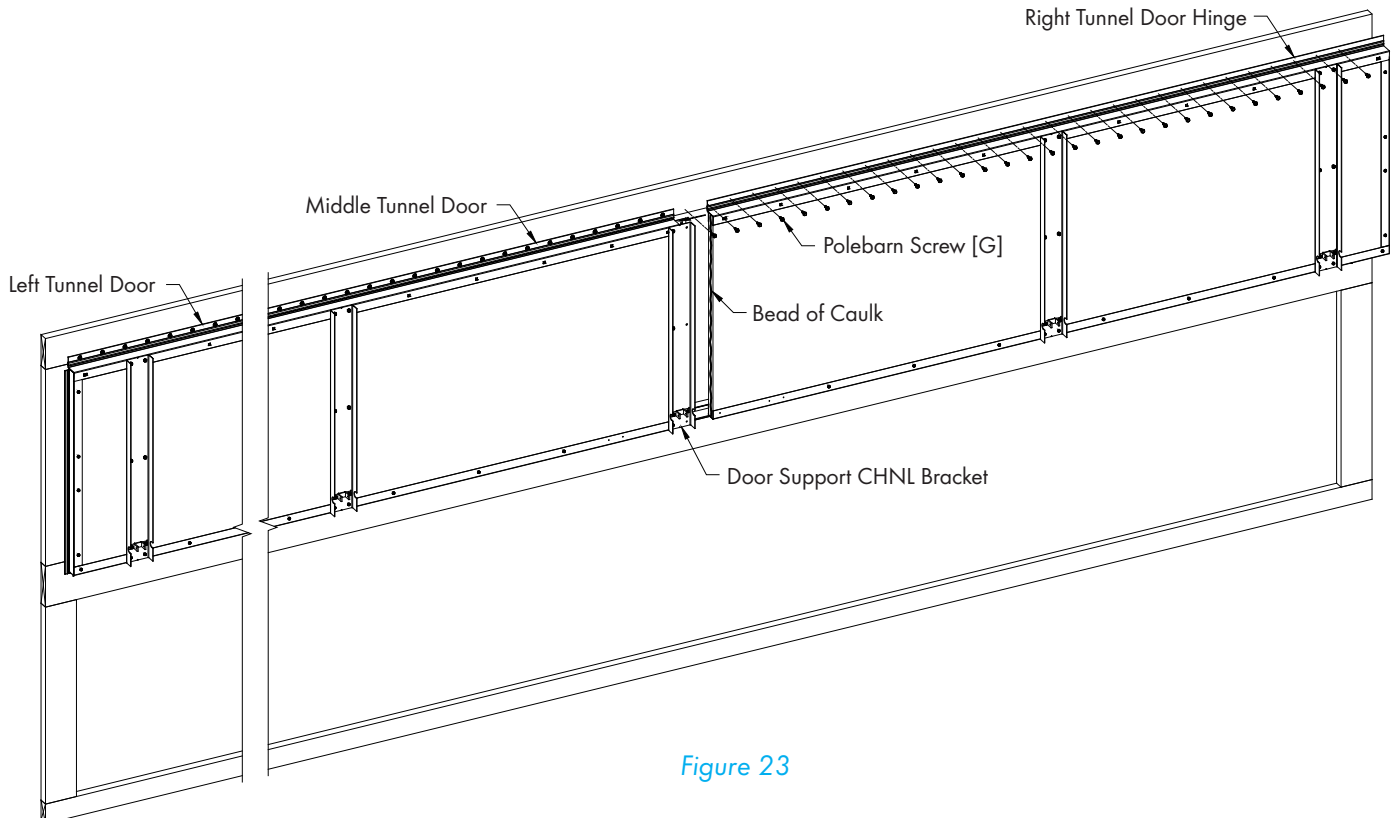 Right Tunnel Door Hinge
Middle Tunnel Door
Polebarn Screw [G]
Left Tunnel Door
Bead of Caulk
Door Support CHNL Bracket
Figure 23